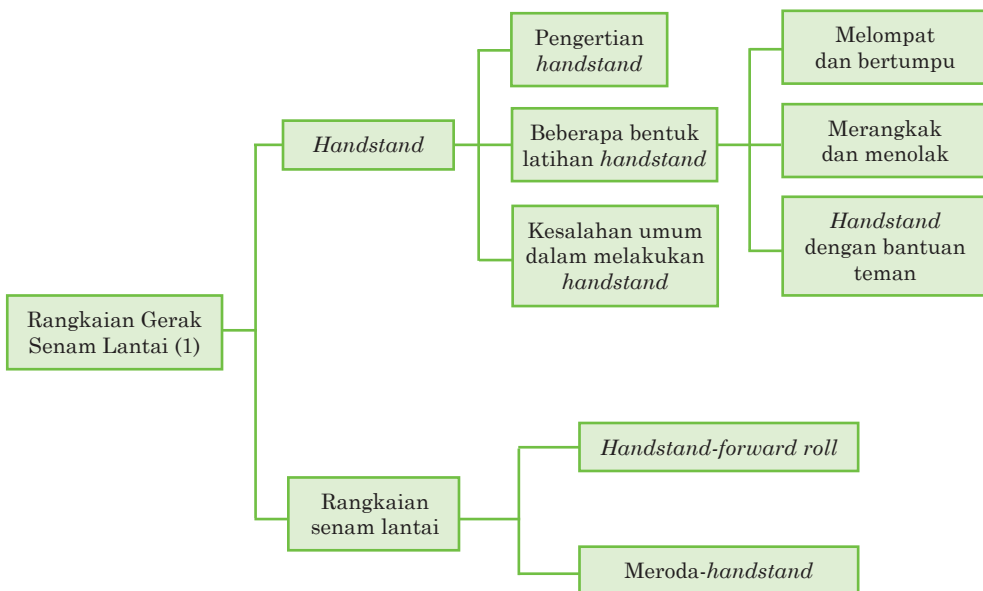 Rangkaian Gerak
Senam Lantai (1)
Handstand
Pengertian
handstand
Beberapa bentuk
latihan handstand
Melompat
dan bertumpu
Merangkak
dan menolak
Handstand
dengan bantuan
teman
Kesalahan umum
dalam melakukan
handstand
Rangkaian
senam lantai
Handstand-forward roll
Meroda-handstand